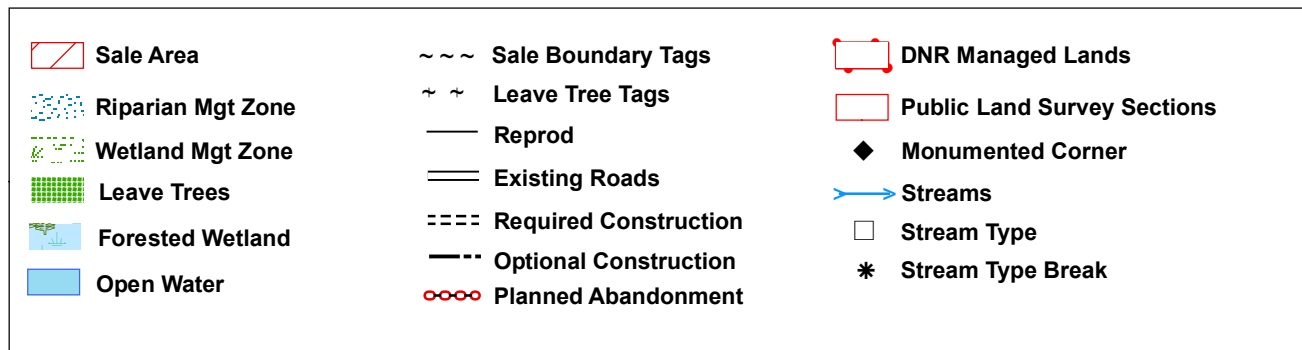 Sale Area
Riparian Mgt Zone
Wetland Mgt Zone
Leave Trees
Forested Wetland
Open Water
Sale Boundary Tags
Leave Tree Tags
Reprod
Existing Roads
Required Construction
Optional Construction
Planned Abandonment
DNR Managed Lands
Public Land Survey Sections
Monumented Corner
Streams
Stream Type
Stream Type Break